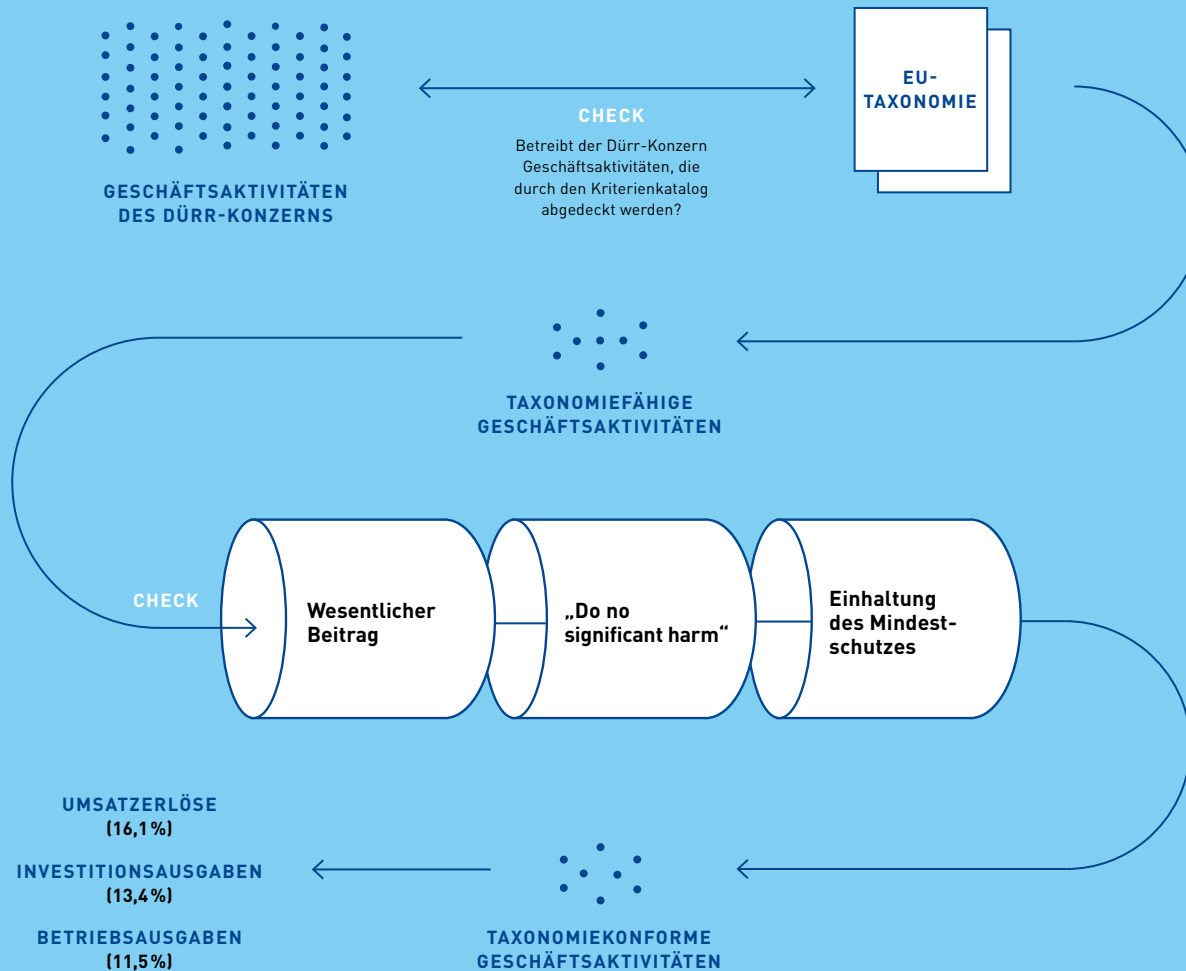 GESCHÄFTSAKTIVITÄTEN
DES DÜRR-KONZERNS
CHECK
Betreibt der Dürr-Konzern
Geschäftsaktivitäten, die
durch den Kriterienkatalog
abgedeckt werden?
EU-
TAXONOMIE
TAXONOMIEFÄHIGE
GESCHÄFTSAKTIVITÄTEN
CHECK
Wesentlicher
Beitrag
„Do no
significant harm“
Einhaltung
des Mindest-
schutzes
UMSATZERLÖSE
(16,1%)
INVESTITIONSAUSGABEN
(13,4%)
BETRIEBSAUSGABEN
(11,5%)
TAXONOMIEKONFORME
GESCHÄFTSAKTIVITÄTEN